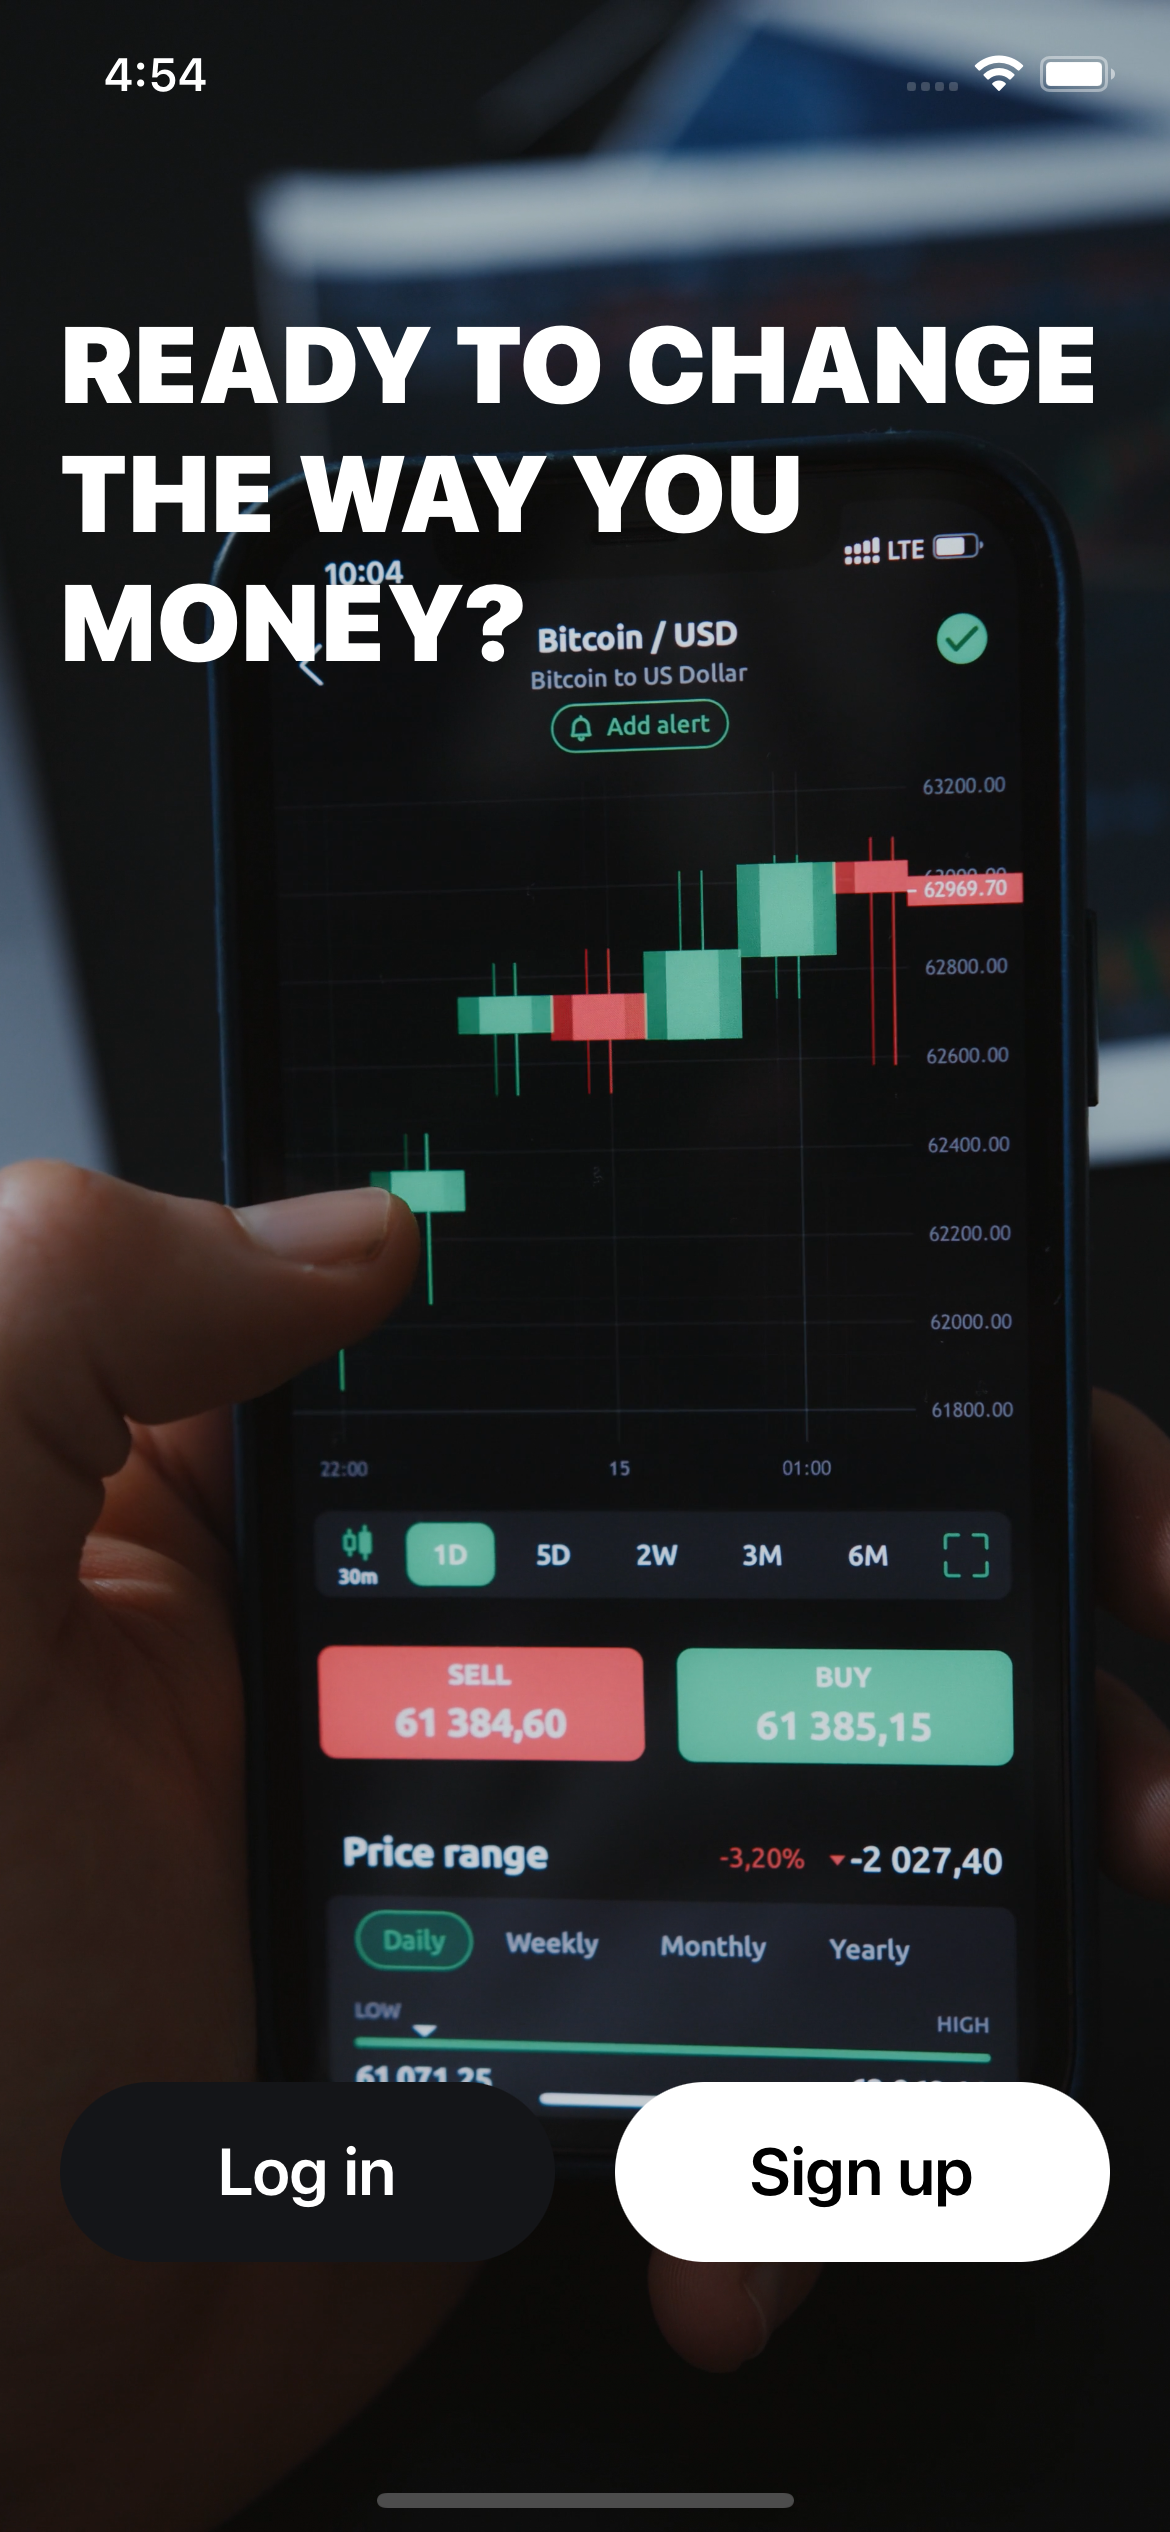 4:54
READY TO CHANGE
THE WAY YOU
MONEY?
10:04
LTE
Bitcoin / USD
Bitcoin to US Dollar
Add alert
63200.00
62969.70
62800.00
62600.00
62400.00
62200.00
62000.00
61800.00
22:00 15 01:00
30m 1D 5D 2W 3M 6M
SELL BUY
61 384,60 61 385,15
Price range -3,20% -2 027,40
Daily Weekly Monthly Yearly
LOW HIGH
61 071,25
Log in Sign up